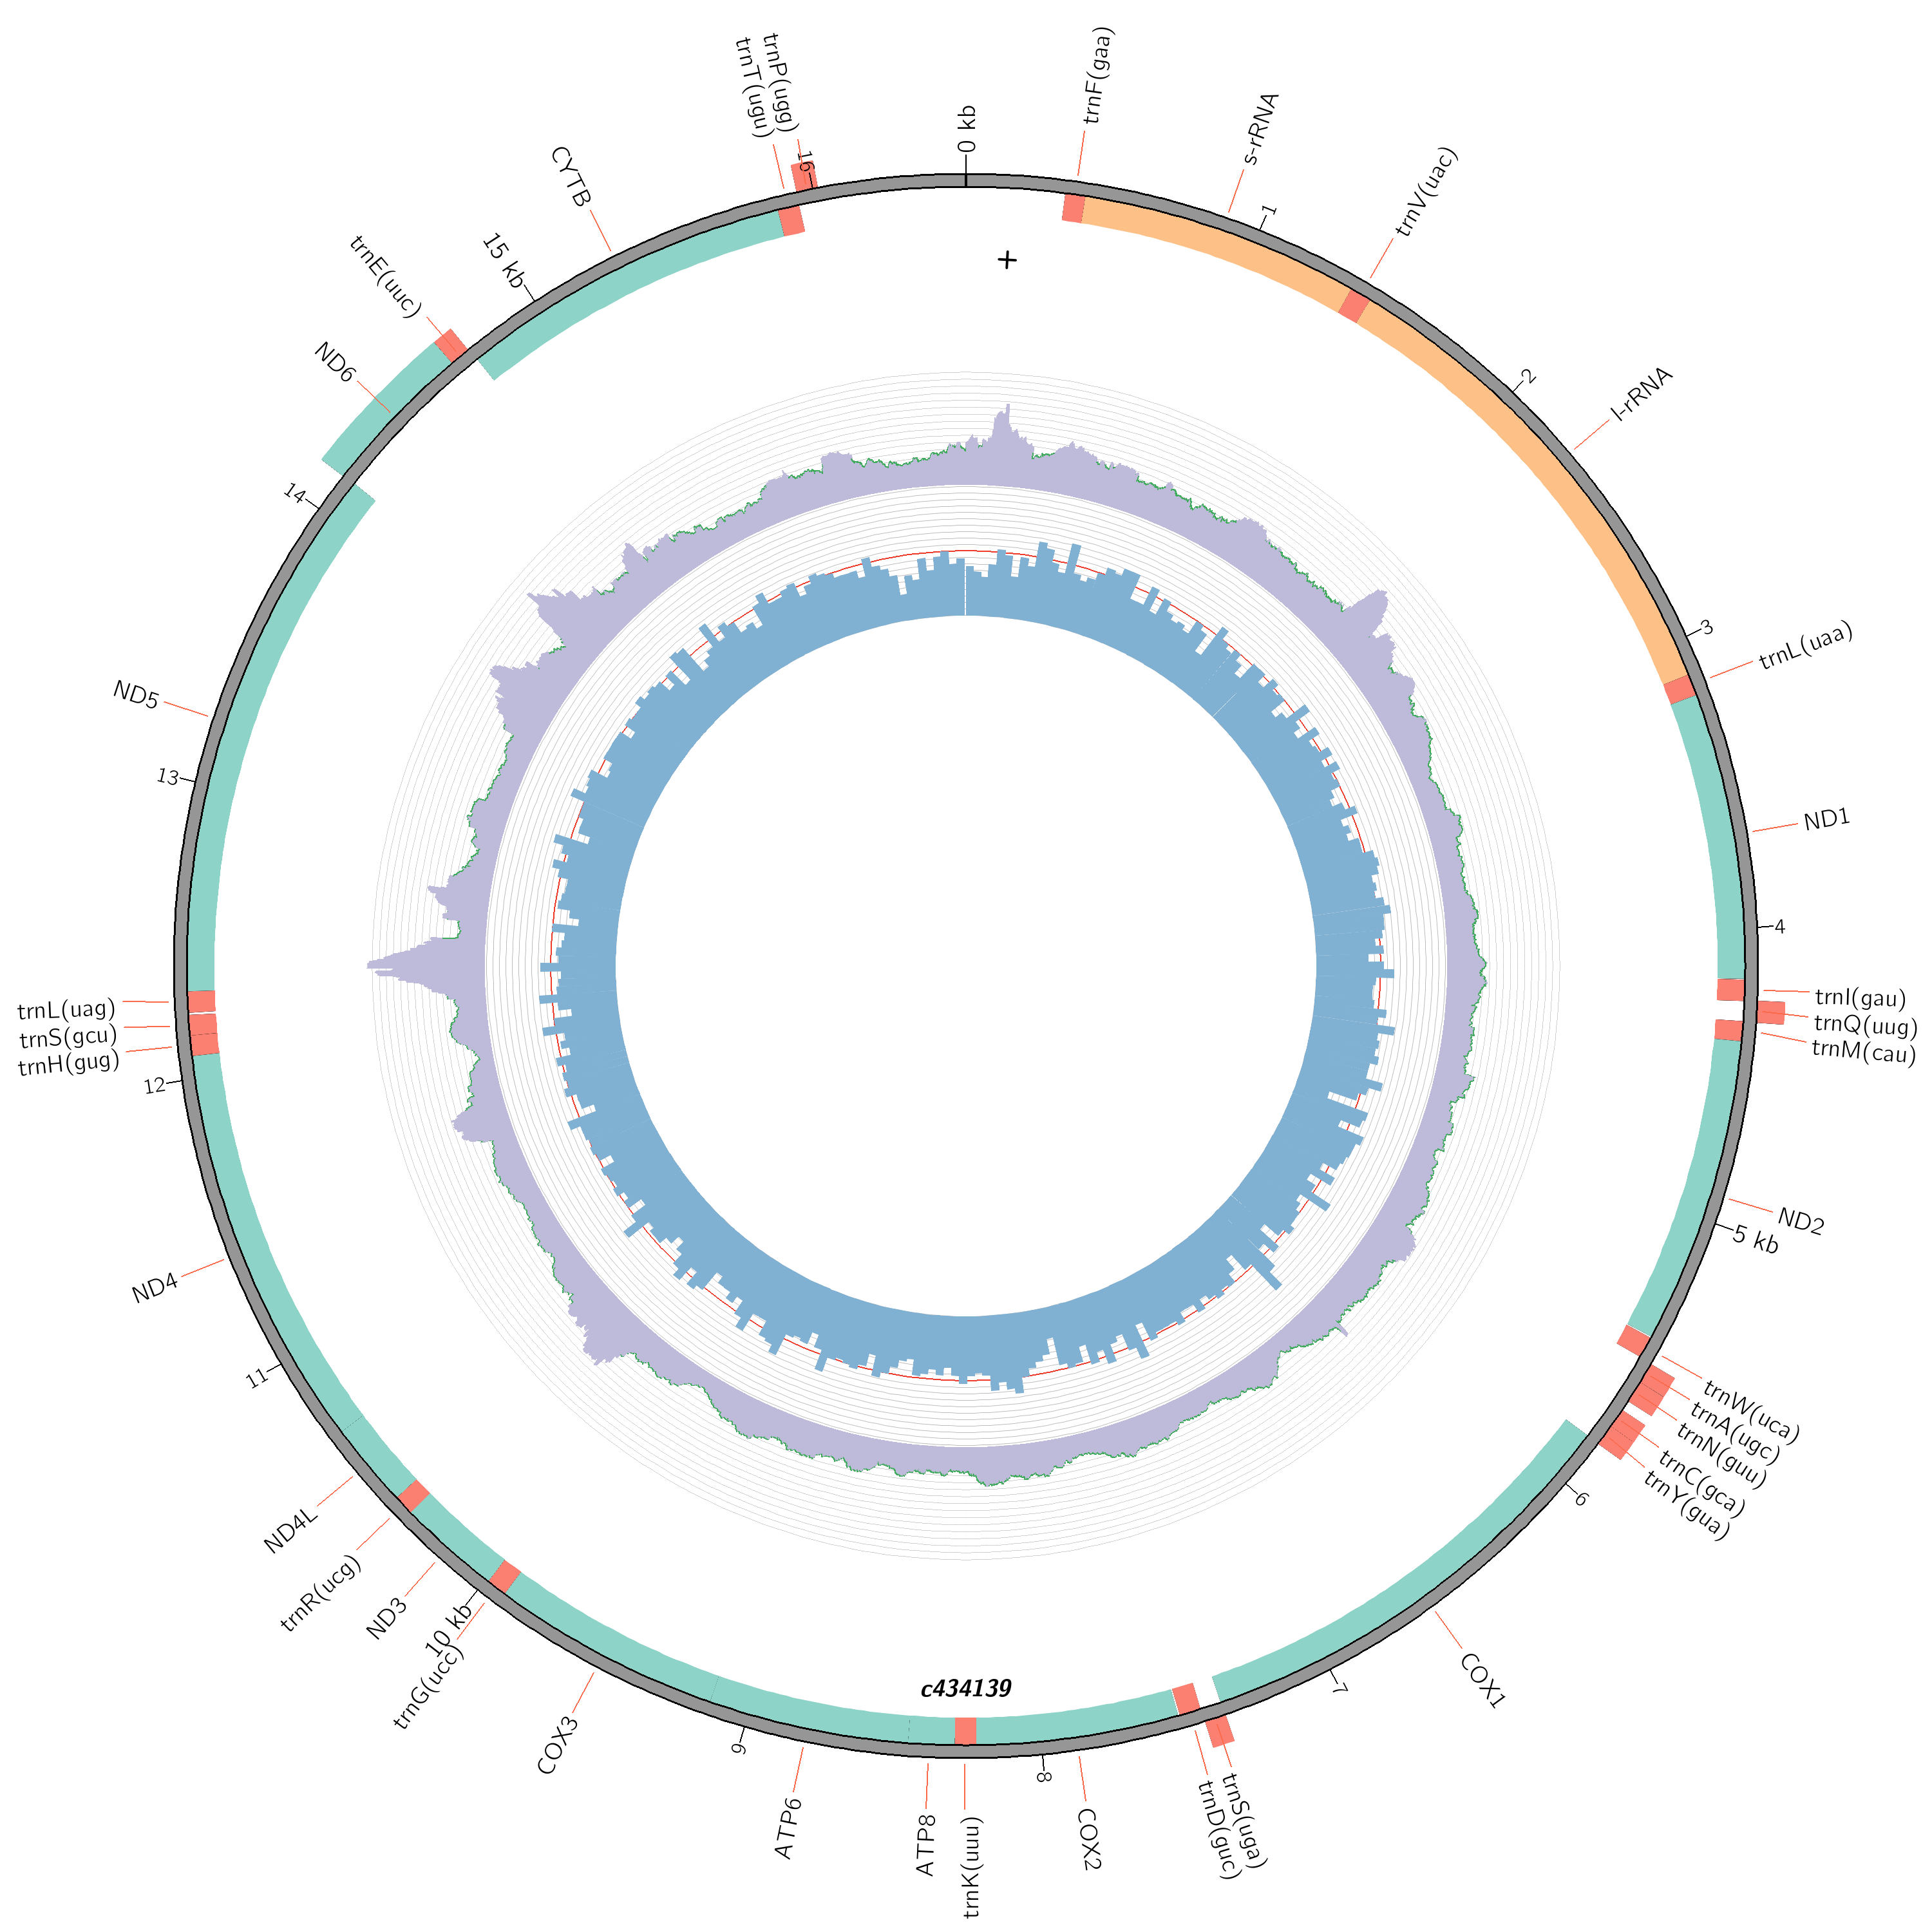 0 kb
trnF(gaa)
s-rRNA
1
trnV(uac)
2
l-rRNA
3
trnL(uaa)
ND1
4
trnI(gau)
trnQ(uug)
trnM(cau)
ND2
5 kb
trnW(uca)
trnA(ugc)
trnN(guu)
trnC(gca)
trnY(gua)
6
COX1
7
trnS(uga)
trnD(guc)
COX2
8
trnK(uuu)
ATP8
ATP6
9
COX3
trnG(ucc)
10 kb
ND3
trnR(ucg)
ND4L
11
ND4
12
trnH(gug)
trnS(gcu)
trnL(uag)
13
ND5
14
ND6
trnE(uuc)
15 kb
CYTB
trnT(ugu)
trnP(ugg)
16
+
c434139